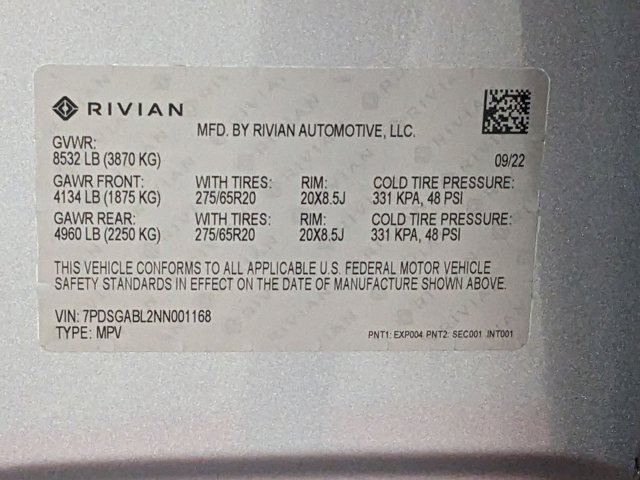 RIVIAN
MFD. BY RIVIAN AUTOMOTIVE, LLC.
GVWR:
8532 LB (3870 KG) 09/22
GAWR FRONT: WITH TIRES: RIM: COLD TIRE PRESSURE:
4134 LB (1875 KG) 275/65R20 20X8.5J 331 KPA, 48 PSI
GAWR REAR: WITH TIRES: RIM: COLD TIRE PRESSURE:
4960 LB (2250 KG) 275/65R20 20X8.5J 331 KPA, 48 PSI
THIS VEHICLE CONFORMS TO ALL APPLICABLE U.S. FEDERAL MOTOR VEHICLE
SAFETY STANDARDS IN EFFECT ON THE DATE OF MANUFACTURE SHOWN ABOVE.
VIN: 7PDSGABL2NN001168
TYPE: MPV PNT1: EXP004 PNT2: SEC001 INT001